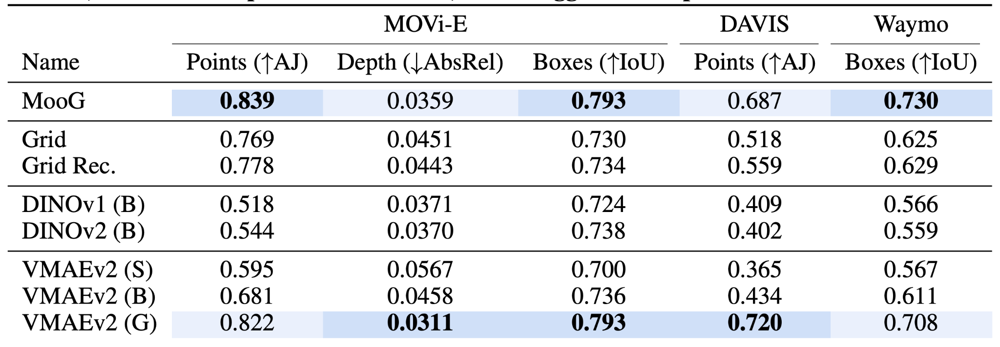 MOVi-E DAVIS Waymo
Name Points (↑AJ) Depth (↓AbsRel) Boxes (↑IoU) Points (↑AJ) Boxes (↑IoU)
MooG 0.839 0.0359 0.793 0.687 0.730
Grid 0.769 0.0451 0.730 0.518 0.625
Grid Rec. 0.778 0.0443 0.734 0.559 0.629
DINOv1 (B) 0.518 0.0371 0.724 0.409 0.566
DINOv2 (B) 0.544 0.0370 0.738 0.402 0.559
VMAEv2 (S) 0.595 0.0567 0.700 0.365 0.567
VMAEv2 (B) 0.681 0.0458 0.736 0.434 0.611
VMAEv2 (G) 0.822 0.0311 0.793 0.720 0.708